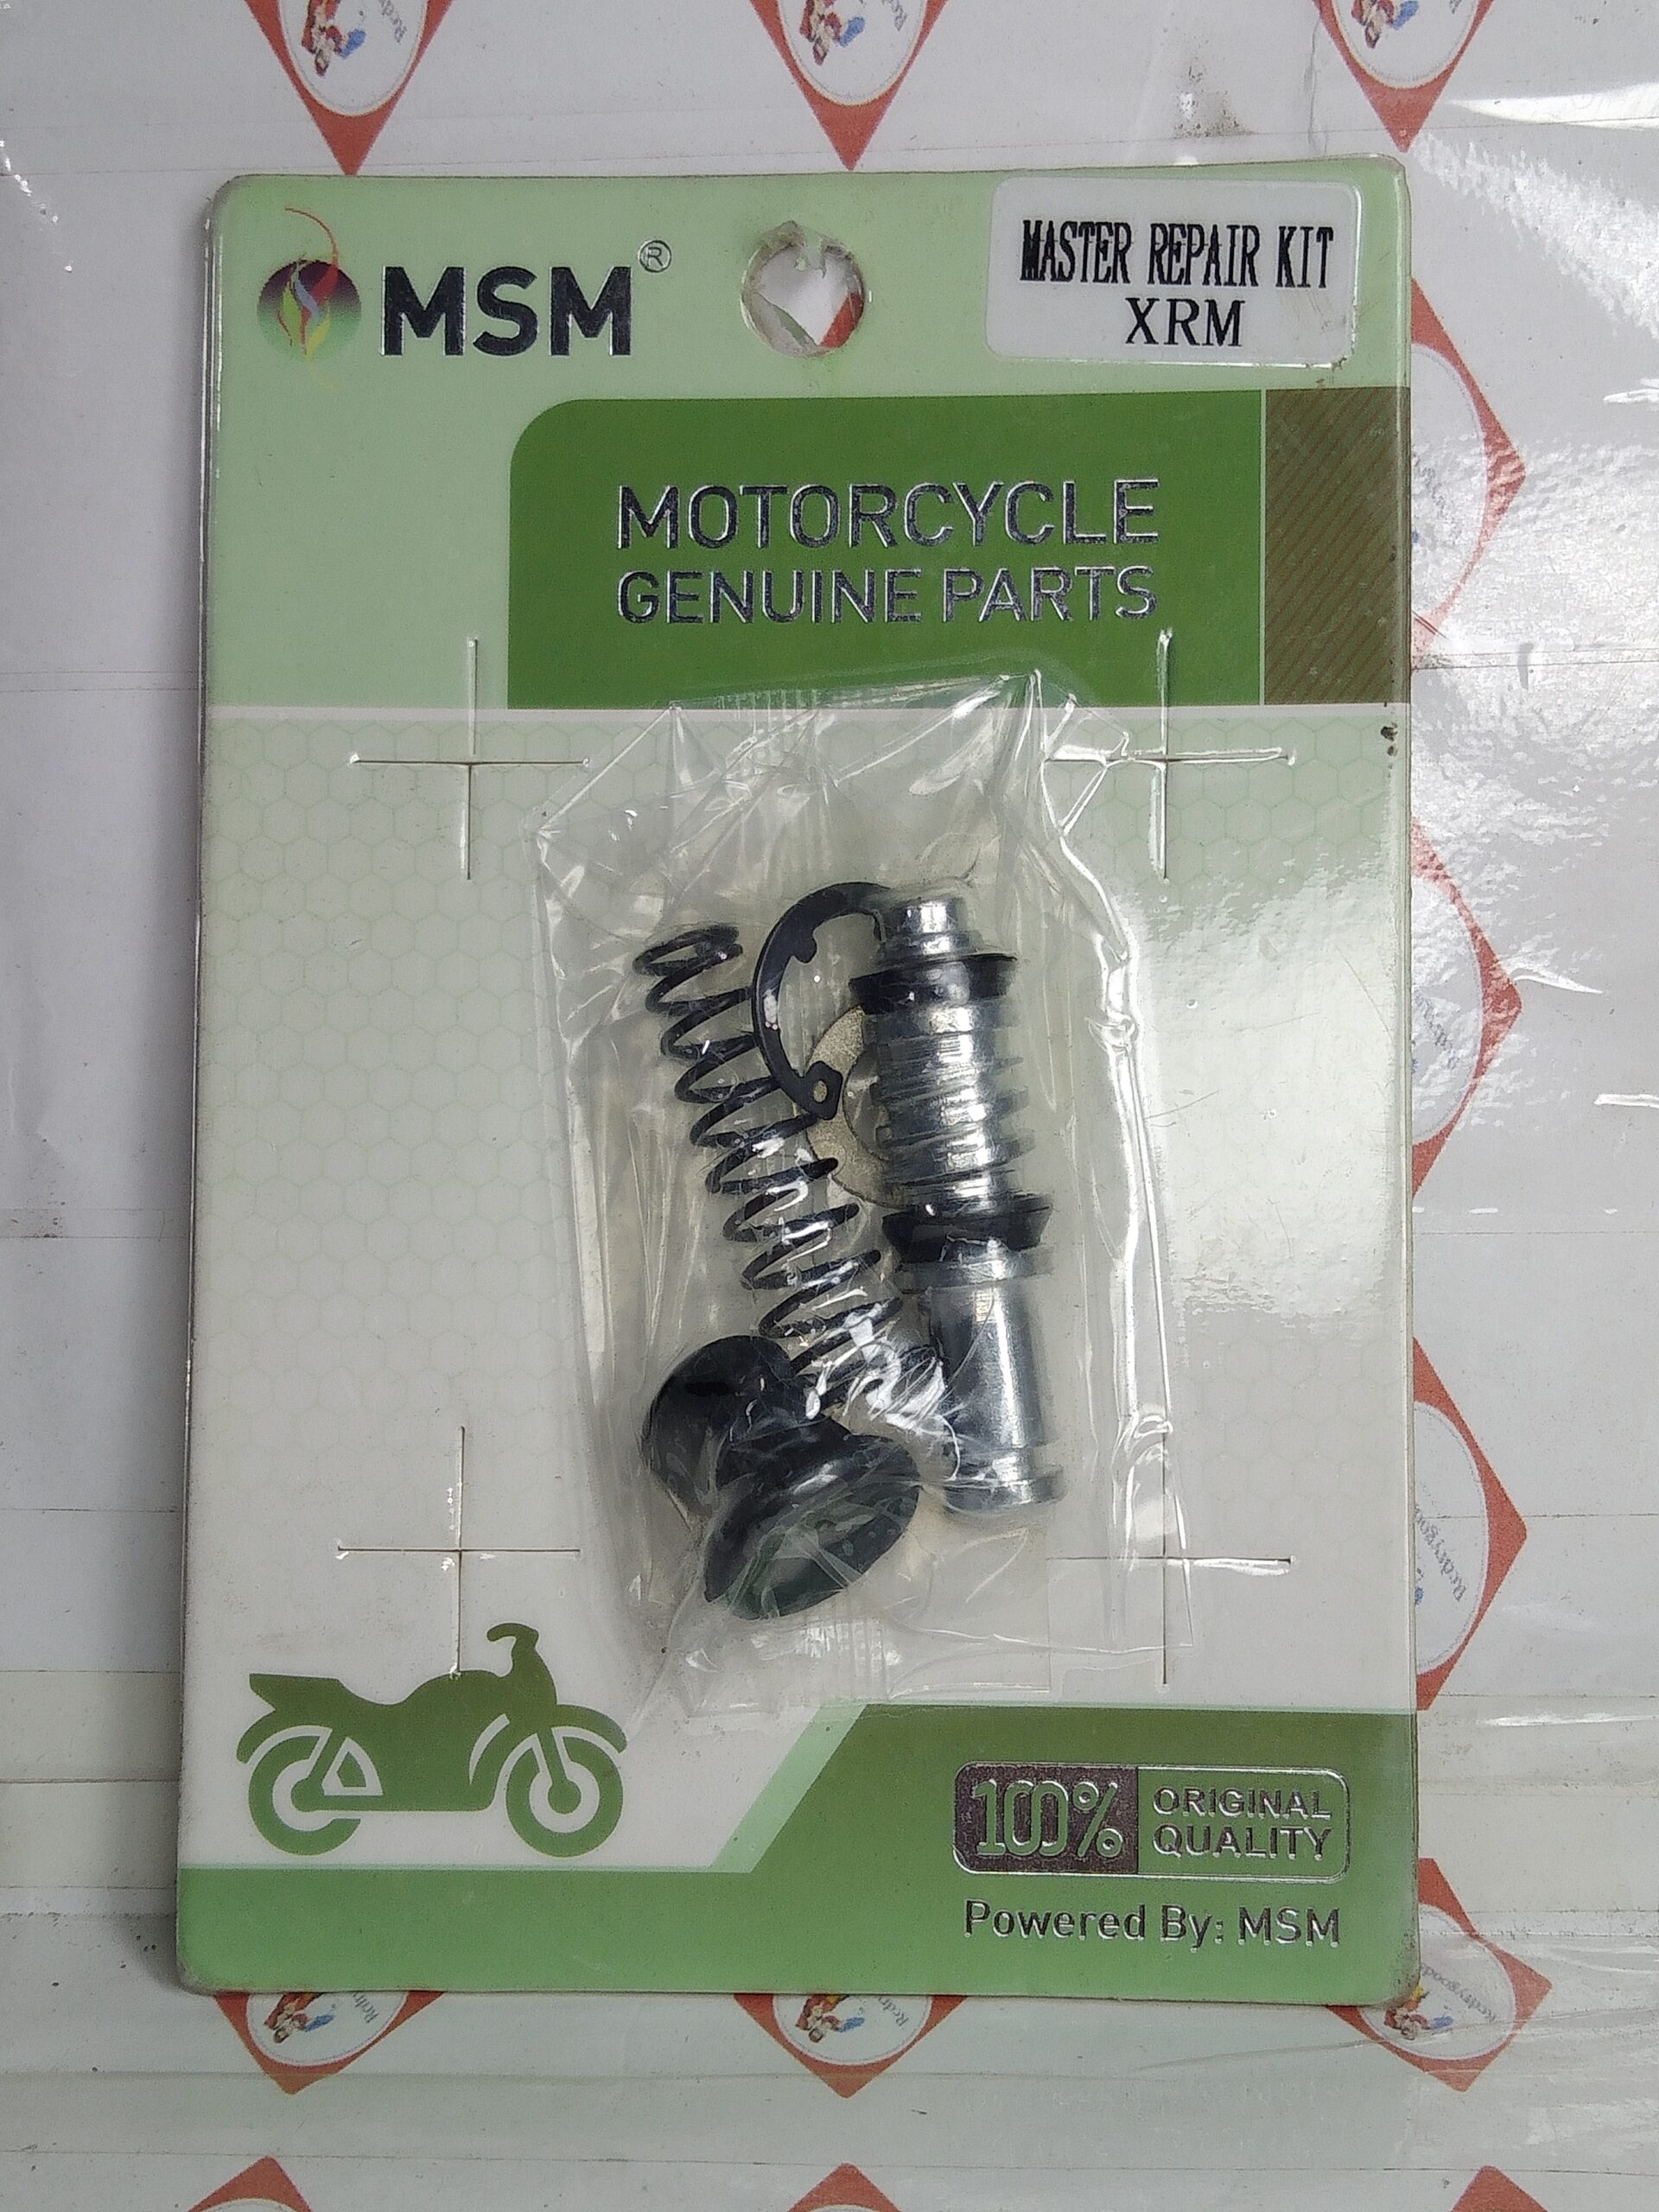 MSM®
MASTER REPAIR KIT
XRM
MOTORCYCLE
GENUINE PARTS
100% ORIGINAL
QUALITY
Powered By: MSM